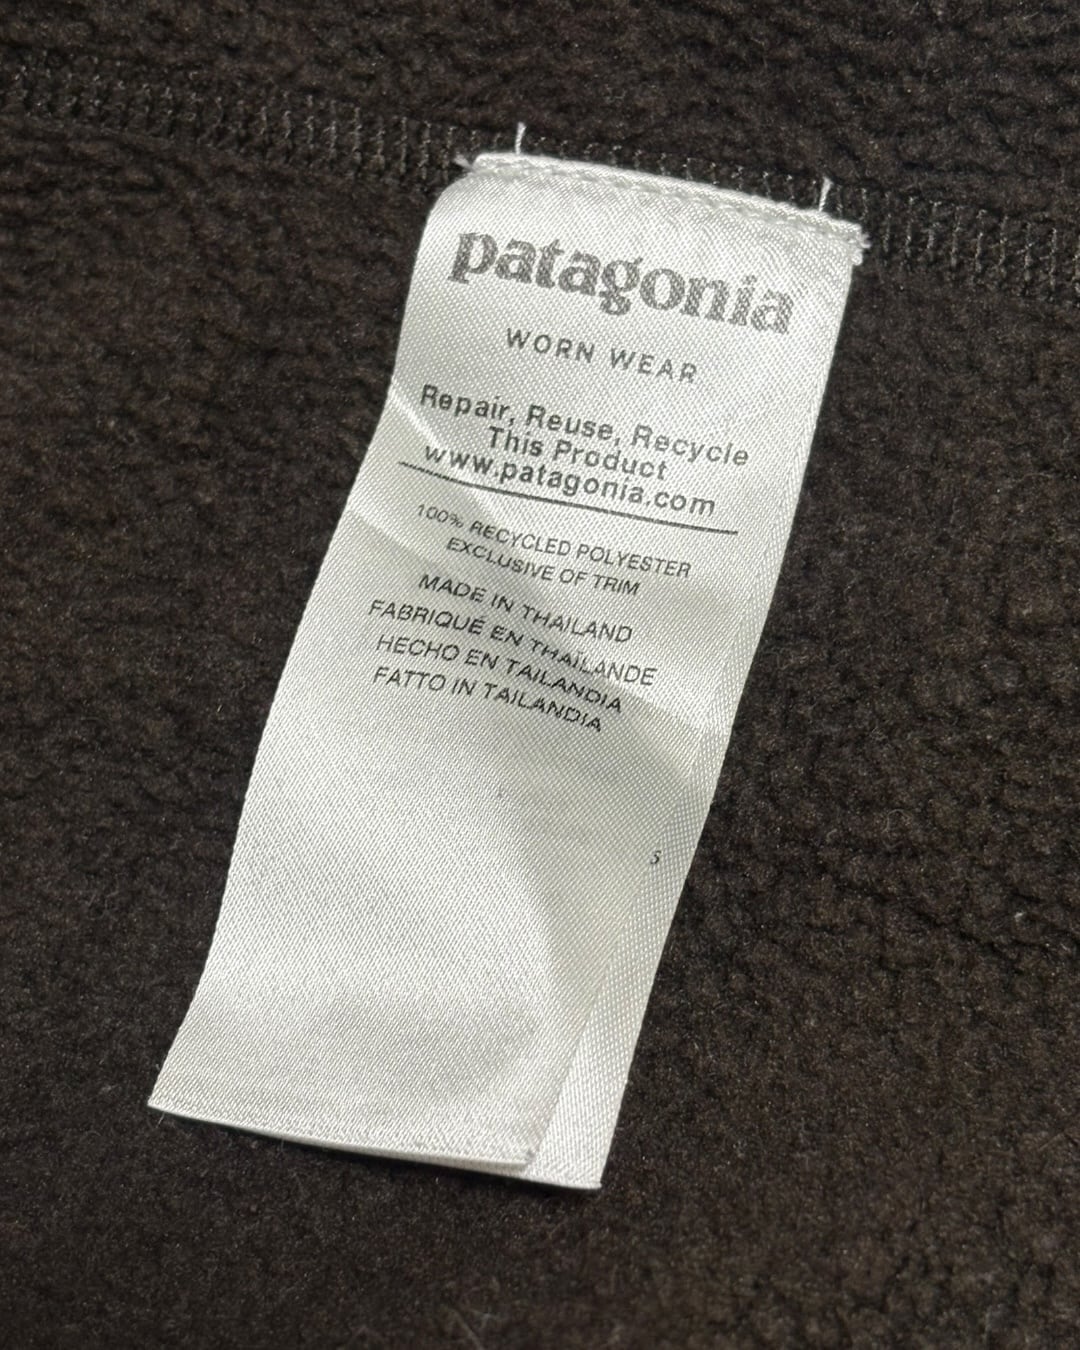 patagonia
WORN WEAR
Repair, Reuse, Recycle
This Product
www.patagonia.com
100% RECYCLED POLYESTER
EXCLUSIVE OF TRIM
MADE IN THAILAND
FABRIQUÉ EN THAÏLANDE
HECHO EN TAILANDIA
FATTO IN TAILANDIA
5